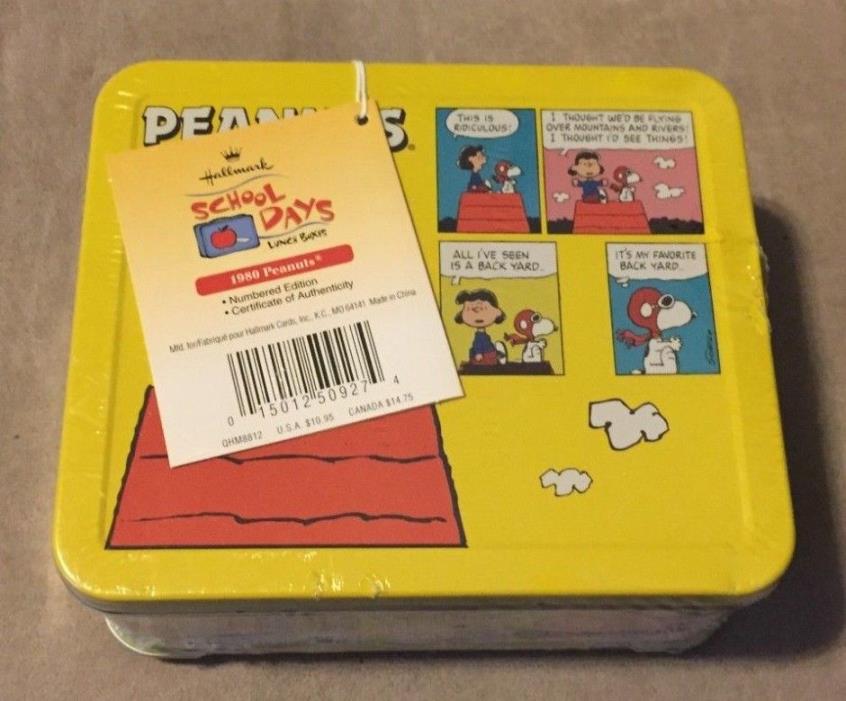 PEANUTS
Hallmark
SCHOOL
DAYS
LUNCH BOXES
1980 Peanuts®
• Numbered Edition
• Certificate of Authenticity
Mfd. for/Fabriqué pour Hallmark Cards, Inc., K.C., MO 64141 Made in China
0 15012 50927 4
QHM8812 U.S.A. $10.95 CANADA $14.75
THIS IS
RIDICULOUS!
I THOUGHT WE'D BE FLYING
OVER MOUNTAINS AND RIVERS!
I THOUGHT I'D SEE THINGS!
ALL I'VE SEEN
IS A BACK YARD..
IT'S MY FAVORITE
BACK YARD..